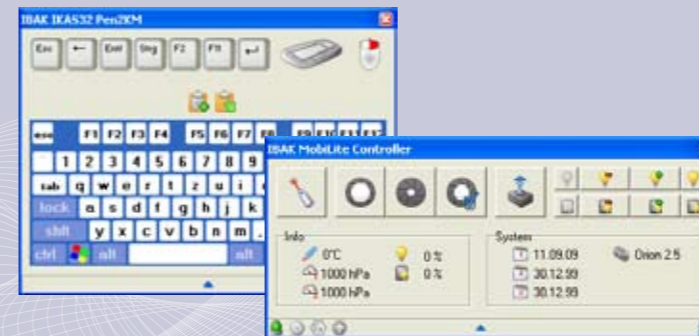 IBAK IKAS32 Pen2KM
Esc ← Entf Strg F2 F11 ↵
esc F1 F2 F3 F4 F5 F6 F7 F8 F9 F10 F11 F12
1 2 3 4 5 6 7 8 9
tab q w e r t z u i
lock a s d f g h j k
shft y x c v b n m .
ctrl alt alt
IBAK MobiLite Controller
Info
0°C 0 %
1000 hPa 0 %
1000 hPa
System
11.09.09 Orion 2.5
30.12.99
30.12.99